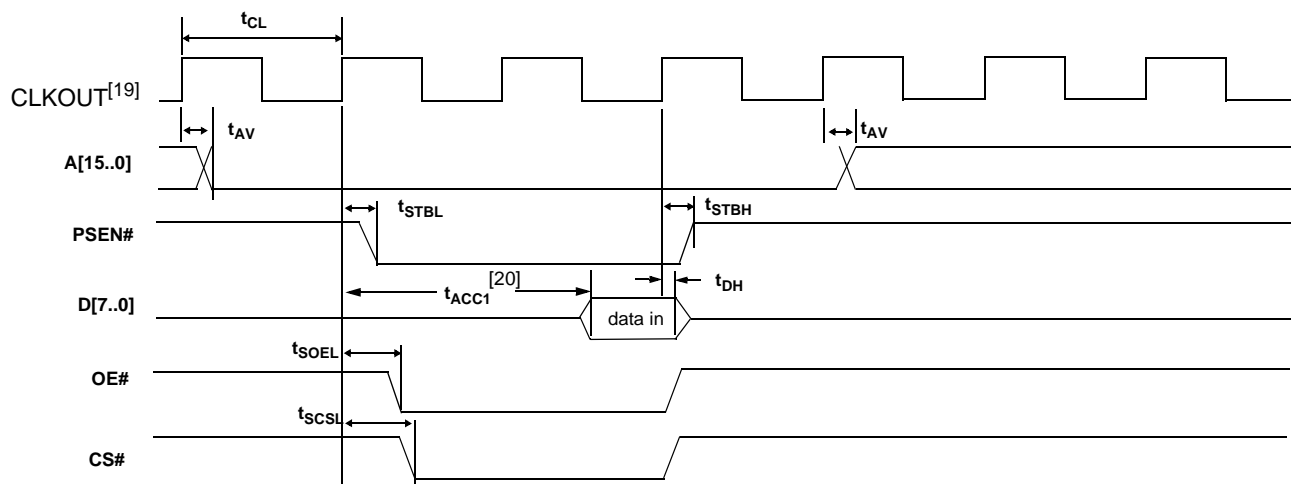 tCL
CLKOUT[19]
tAV
tAV
A[15..0]
tSTBL
tSTBH
PSEN#
[20]
tACC1
tDH
D[7..0]
data in
tSOEL
OE#
tSCSL
CS#